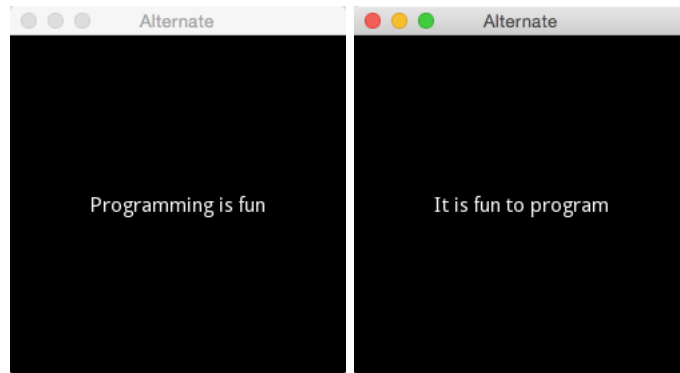 Alternate
Programming is fun
Alternate
It is fun to program